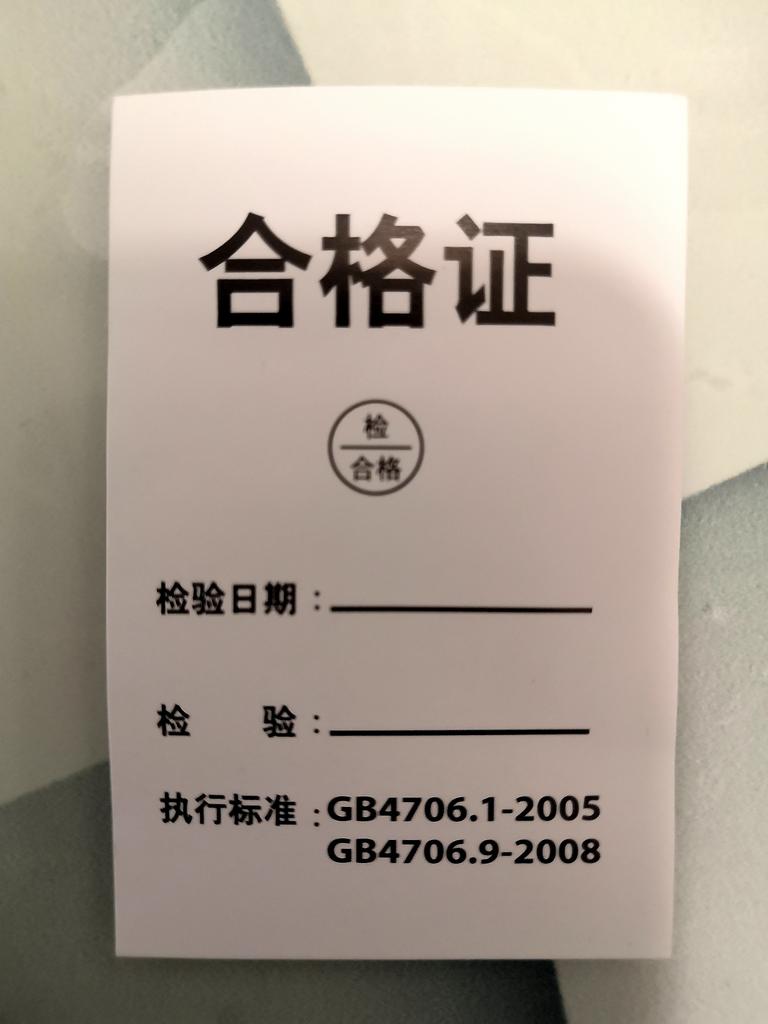 合格证
检
合格
检验日期：
检 验：
执行标准：GB4706.1-2005
GB4706.9-2008